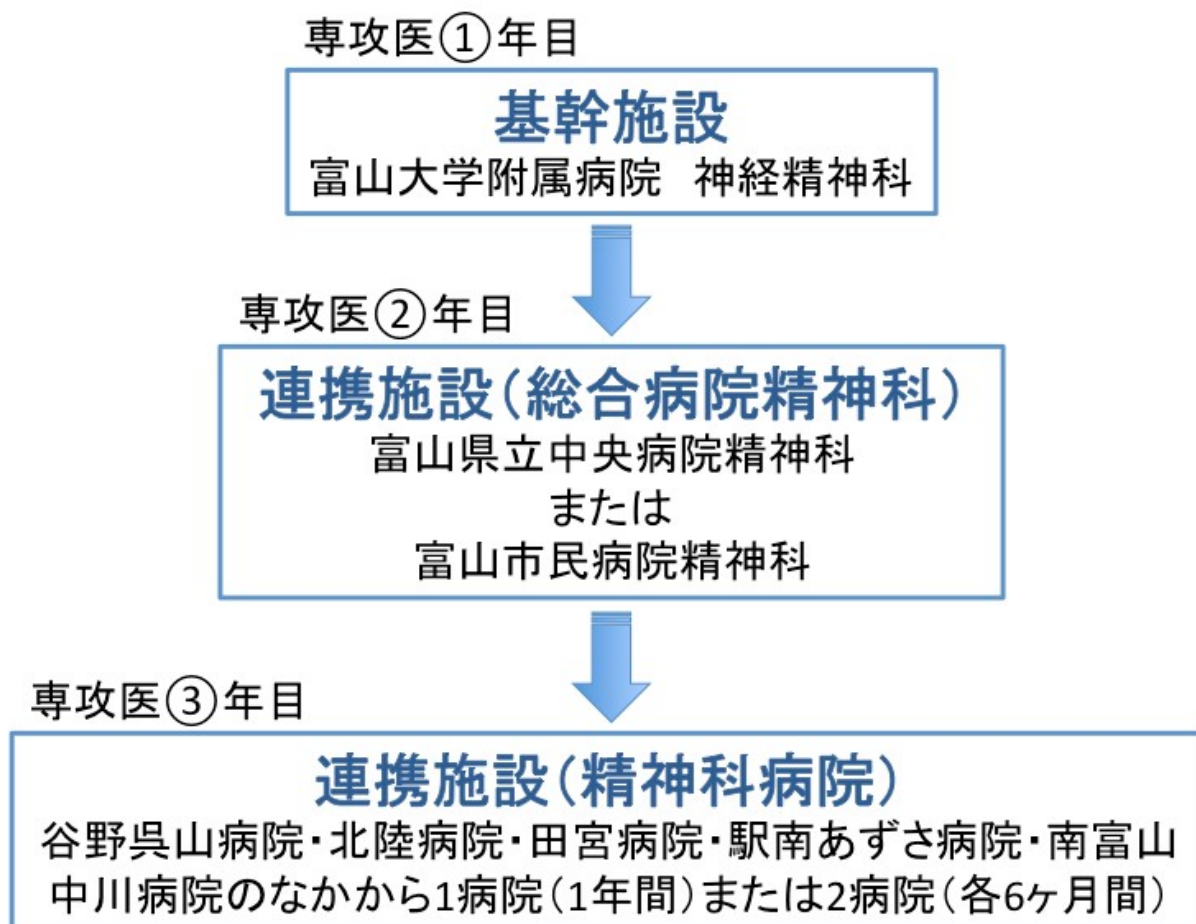 専攻医①年目
基幹施設
富山大学附属病院　神経精神科
専攻医②年目
連携施設（総合病院精神科）
富山県立中央病院精神科
または
富山市民病院精神科
専攻医③年目
連携施設（精神科病院）
谷野呉山病院・北陸病院・田宮病院・駅南あずさ病院・南富山
中川病院のなかから1病院（1年間）または2病院（各6ヶ月間）